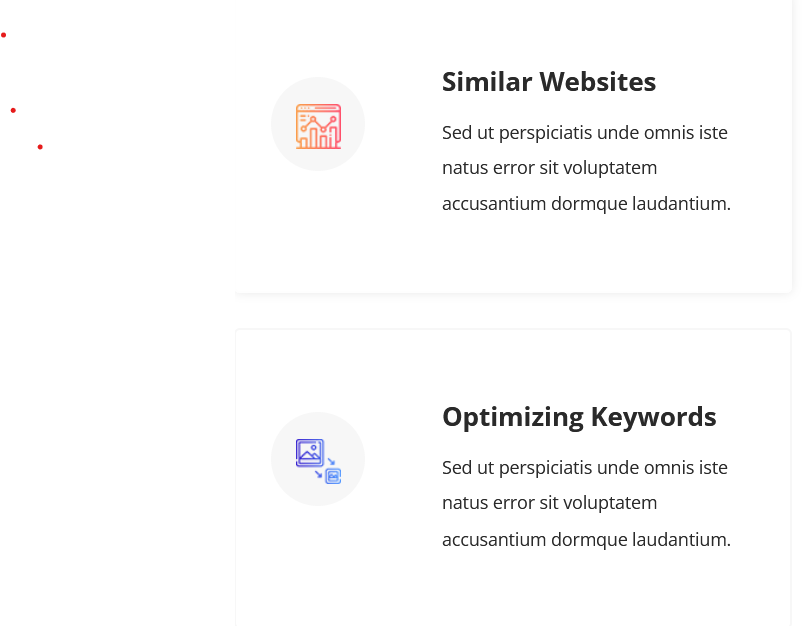 Similar Websites
Sed ut perspiciatis unde omnis iste
natus error sit voluptatem
accusantium dormque laudantium.
Optimizing Keywords
Sed ut perspiciatis unde omnis iste
natus error sit voluptatem
accusantium dormque laudantium.